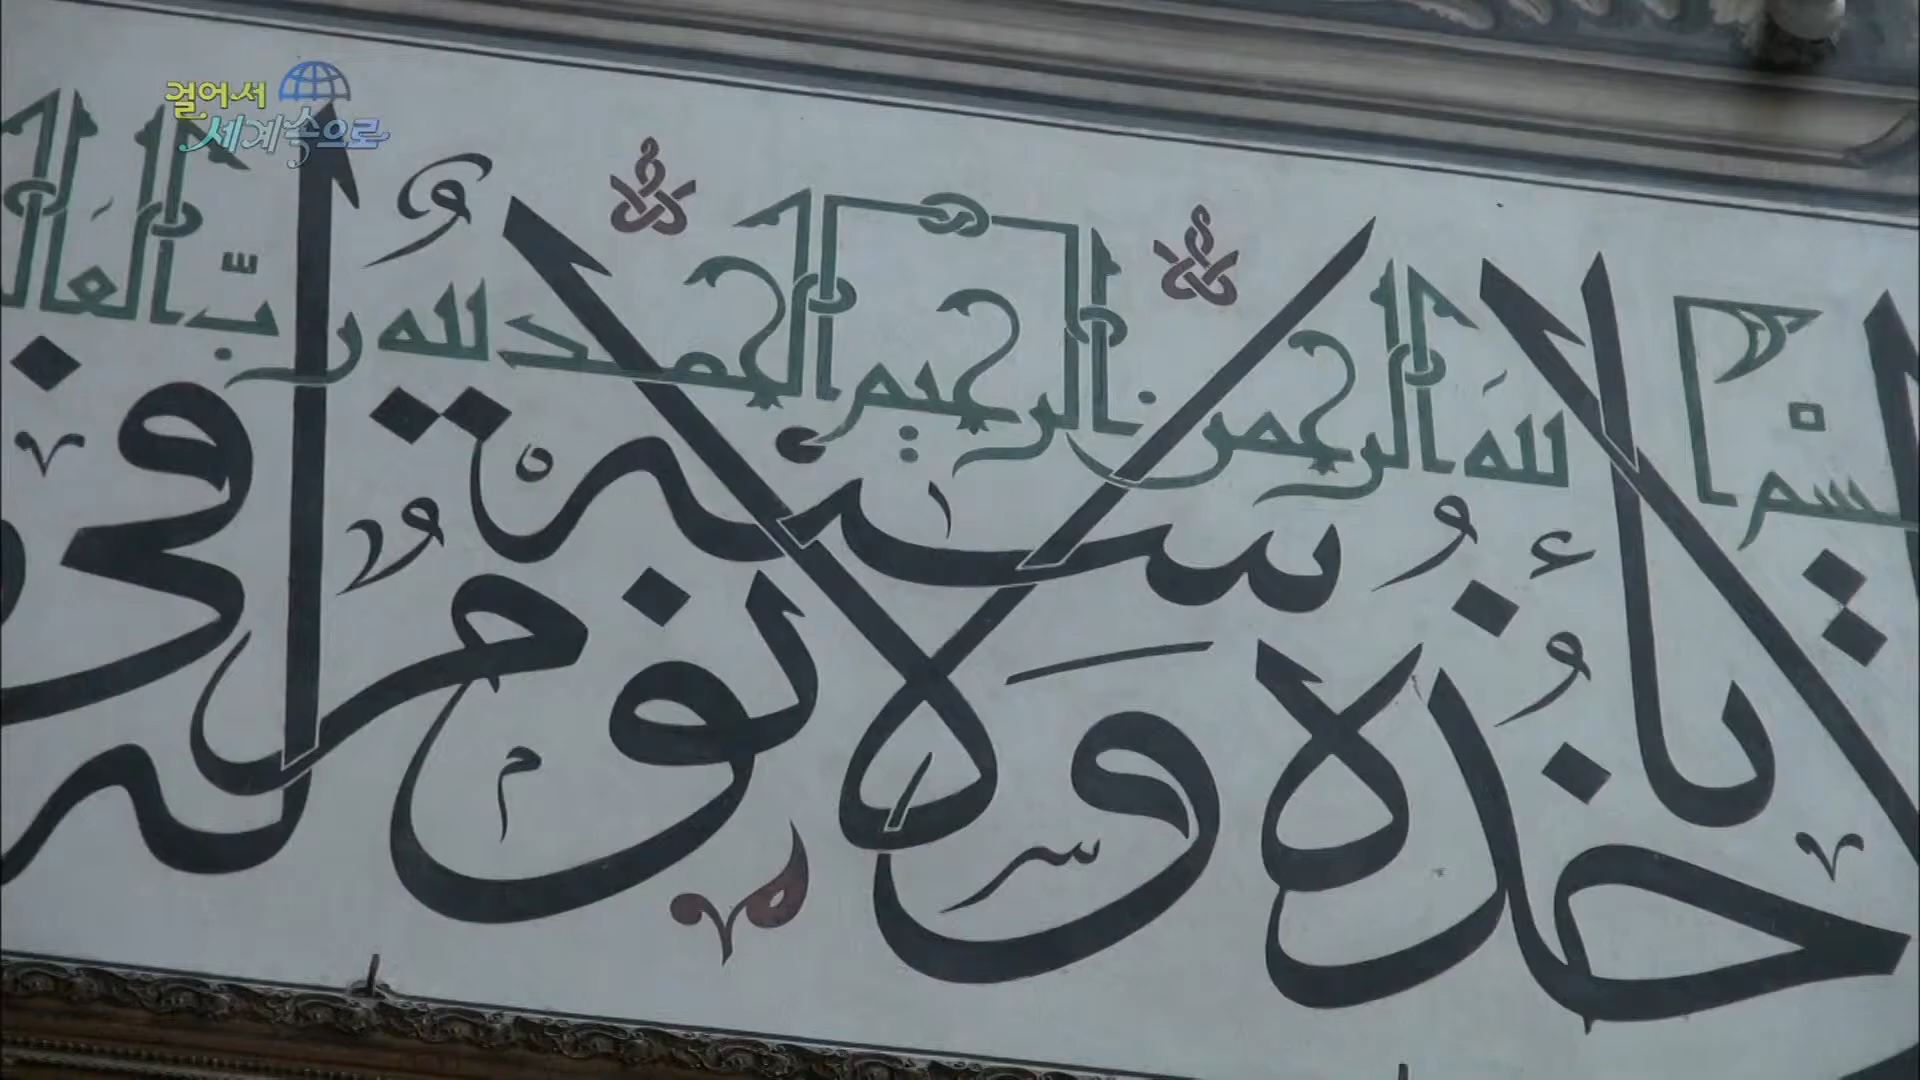 걸어서
세계속으로
بسم الله الرحمن الرحيم الحمد لله رب العا
لا تأخذه سنة ولا نوم له
في